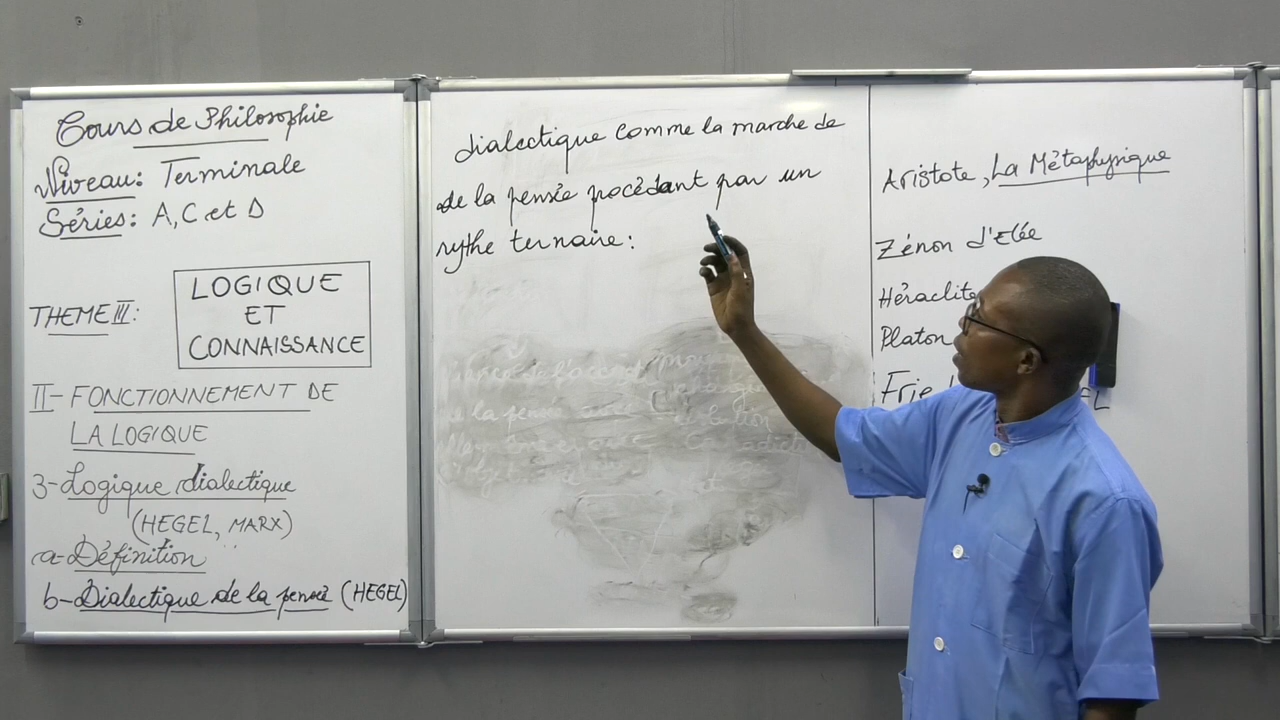 Cours de Philosophie
Niveau: Terminale
Séries: A, C et D
THEME III:
LOGIQUE
ET
CONNAISSANCE
II- FONCTIONNEMENT DE
LA LOGIQUE
3- Logique dialectique
(HEGEL, MARX)
a- Définition
b- Dialectique de la pensée (HEGEL)
dialectique comme la marche de
de la pensée procédant par un
rythe ternaire:
Aristote, La Métaphysique
Zénon d'Elée
Héraclite
Platon